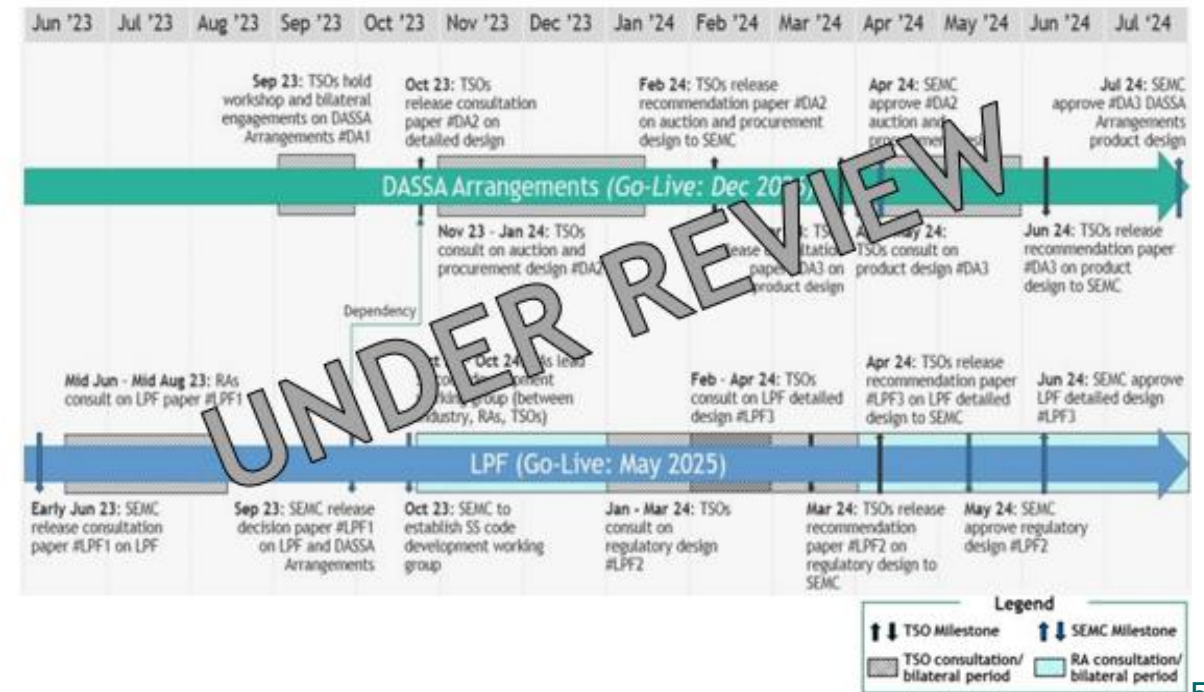 Jun '23 Jul '23 Aug '23 Sep '23 Oct '23 Nov '23 Dec '23 Jan '24 Feb '24 Mar '24 Apr '24 May '24 Jun '24 Jul '24
Sep 23: TSOs hold
workshop and bilateral
engagements on DASSA
Arrangements #DA1
Oct 23: TSOs
release consultation
paper #DA2 on
detailed design
Feb 24: TSOs release
recommendation paper #DA2
on auction and procurement
design to SEMC
Apr 24: SEMC
approve #DA2
auction and
Jul 24: SEMC
approve #DA3 DASSA
Arrangements
product design
DASSA Arrangements (Go-Live: Dec
Nov 23 - Jan 24: TSOs
consult on auction and
procurement design #DA2
paper #DA3 on
product design
24:
TSOs consult on
product design #DA3
Jun 24: TSOs release
recommendation paper
#DA3 on product
design to SEMC
Dependency
UNDER REVIEW
Mid Jun - Mid Aug 23: RAs
consult on LPF paper #LPF1
Oct 24: lead
group (between
industry, RAs, TSOs)
Feb - Apr 24: TSOs
consult on LPF detailed
design #LPF3
Apr 24: TSOs release
recommendation paper
#LPF3 on LPF detailed
design to SEMC
Jun 24: SEMC approve
LPF detailed design
#LPF3
LPF (Go-Live: May 2025)
Early Jun 23: SEMC
release consultation
paper #LPF1 on LPF
Sep 23: SEMC release
decision paper #LPF1
on LPF and DASSA
Arrangements
Oct 23: SEMC to
establish SS code
development working
group
Jan - Mar 24: TSOs
consult on
regulatory design
#LPF2
Mar 24: TSOs release
recommendation
paper #LPF2 on
regulatory design to
SEMC
May 24: SEMC
approve regulatory
design #LPF2
Legend
TSO Milestone
SEMC Milestone
TSO consultation/
bilateral period
RA consultation/
bilateral period